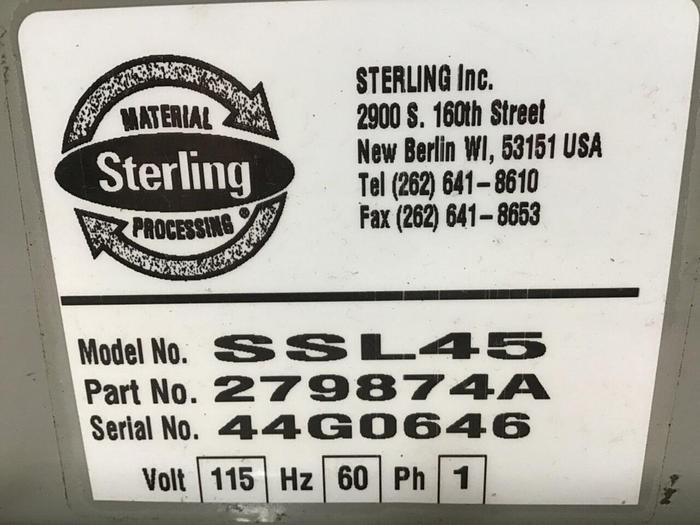 MATERIAL
Sterling
PROCESSING®
STERLING Inc.
2900 S. 160th Street
New Berlin WI, 53151 USA
Tel (262) 641-8610
Fax (262) 641-8653
Model No. SSL45
Part No. 279874A
Serial No. 44G0646
Volt 115 Hz 60 Ph 1